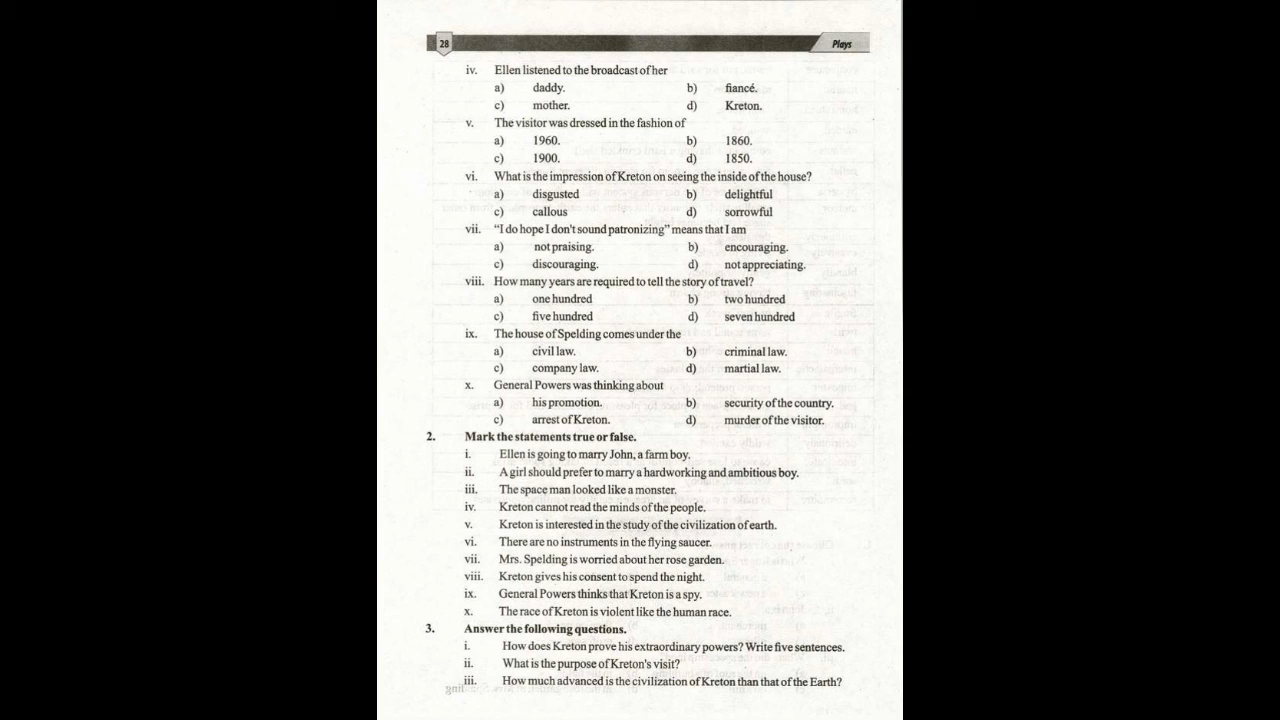 28 Plays
iv. Ellen listened to the broadcast of her
a) daddy. b) fiancé.
c) mother. d) Kreton.
v. The visitor was dressed in the fashion of
a) 1960. b) 1860.
c) 1900. d) 1850.
vi. What is the impression of Kreton on seeing the inside of the house?
a) disgusted b) delightful
c) callous d) sorrowful
vii. “I do hope I don't sound patronizing” means that I am
a) not praising. b) encouraging.
c) discouraging. d) not appreciating.
viii. How many years are required to tell the story of travel?
a) one hundred b) two hundred
c) five hundred d) seven hundred
ix. The house of Spelding comes under the
a) civil law. b) criminal law.
c) company law. d) martial law.
x. General Powers was thinking about
a) his promotion. b) security of the country.
c) arrest of Kreton. d) murder of the visitor.
2. Mark the statements true or false.
i. Ellen is going to marry John, a farm boy.
ii. A girl should prefer to marry a hardworking and ambitious boy.
iii. The space man looked like a monster.
iv. Kreton cannot read the minds of the people.
v. Kreton is interested in the study of the civilization of earth.
vi. There are no instruments in the flying saucer.
vii. Mrs. Spelding is worried about her rose garden.
viii. Kreton gives his consent to spend the night.
ix. General Powers thinks that Kreton is a spy.
x. The race of Kreton is violent like the human race.
3. Answer the following questions.
i. How does Kreton prove his extraordinary powers? Write five sentences.
ii. What is the purpose of Kreton's visit?
iii. How much advanced is the civilization of Kreton than that of the Earth?